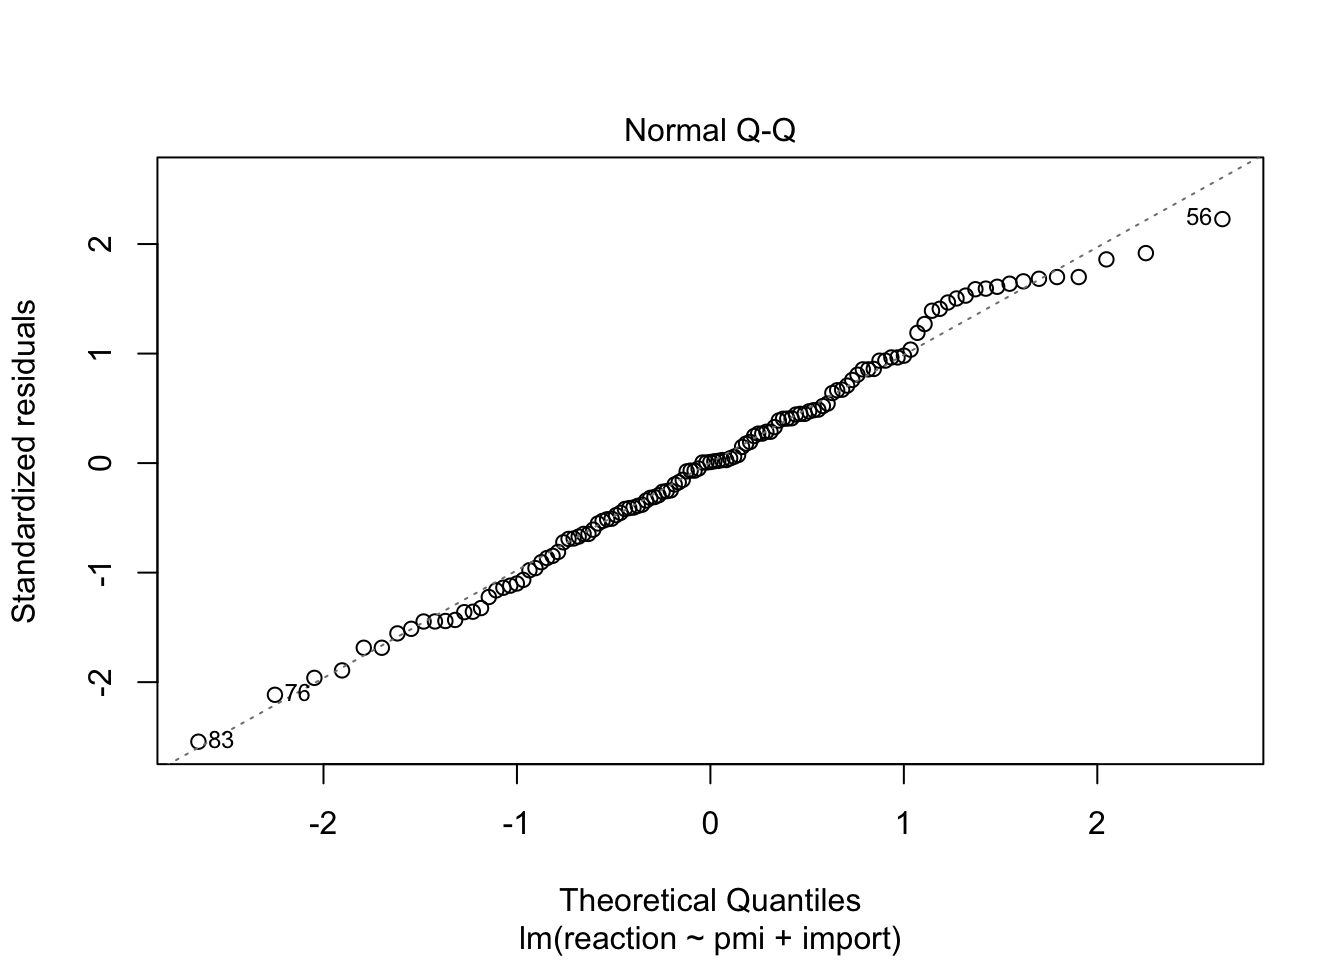 Normal Q-Q
Standardized residuals
2
1
0
-1
-2
56
76
83
-2 -1 0 1 2
Theoretical Quantiles
lm(reaction ~ pmi + import)